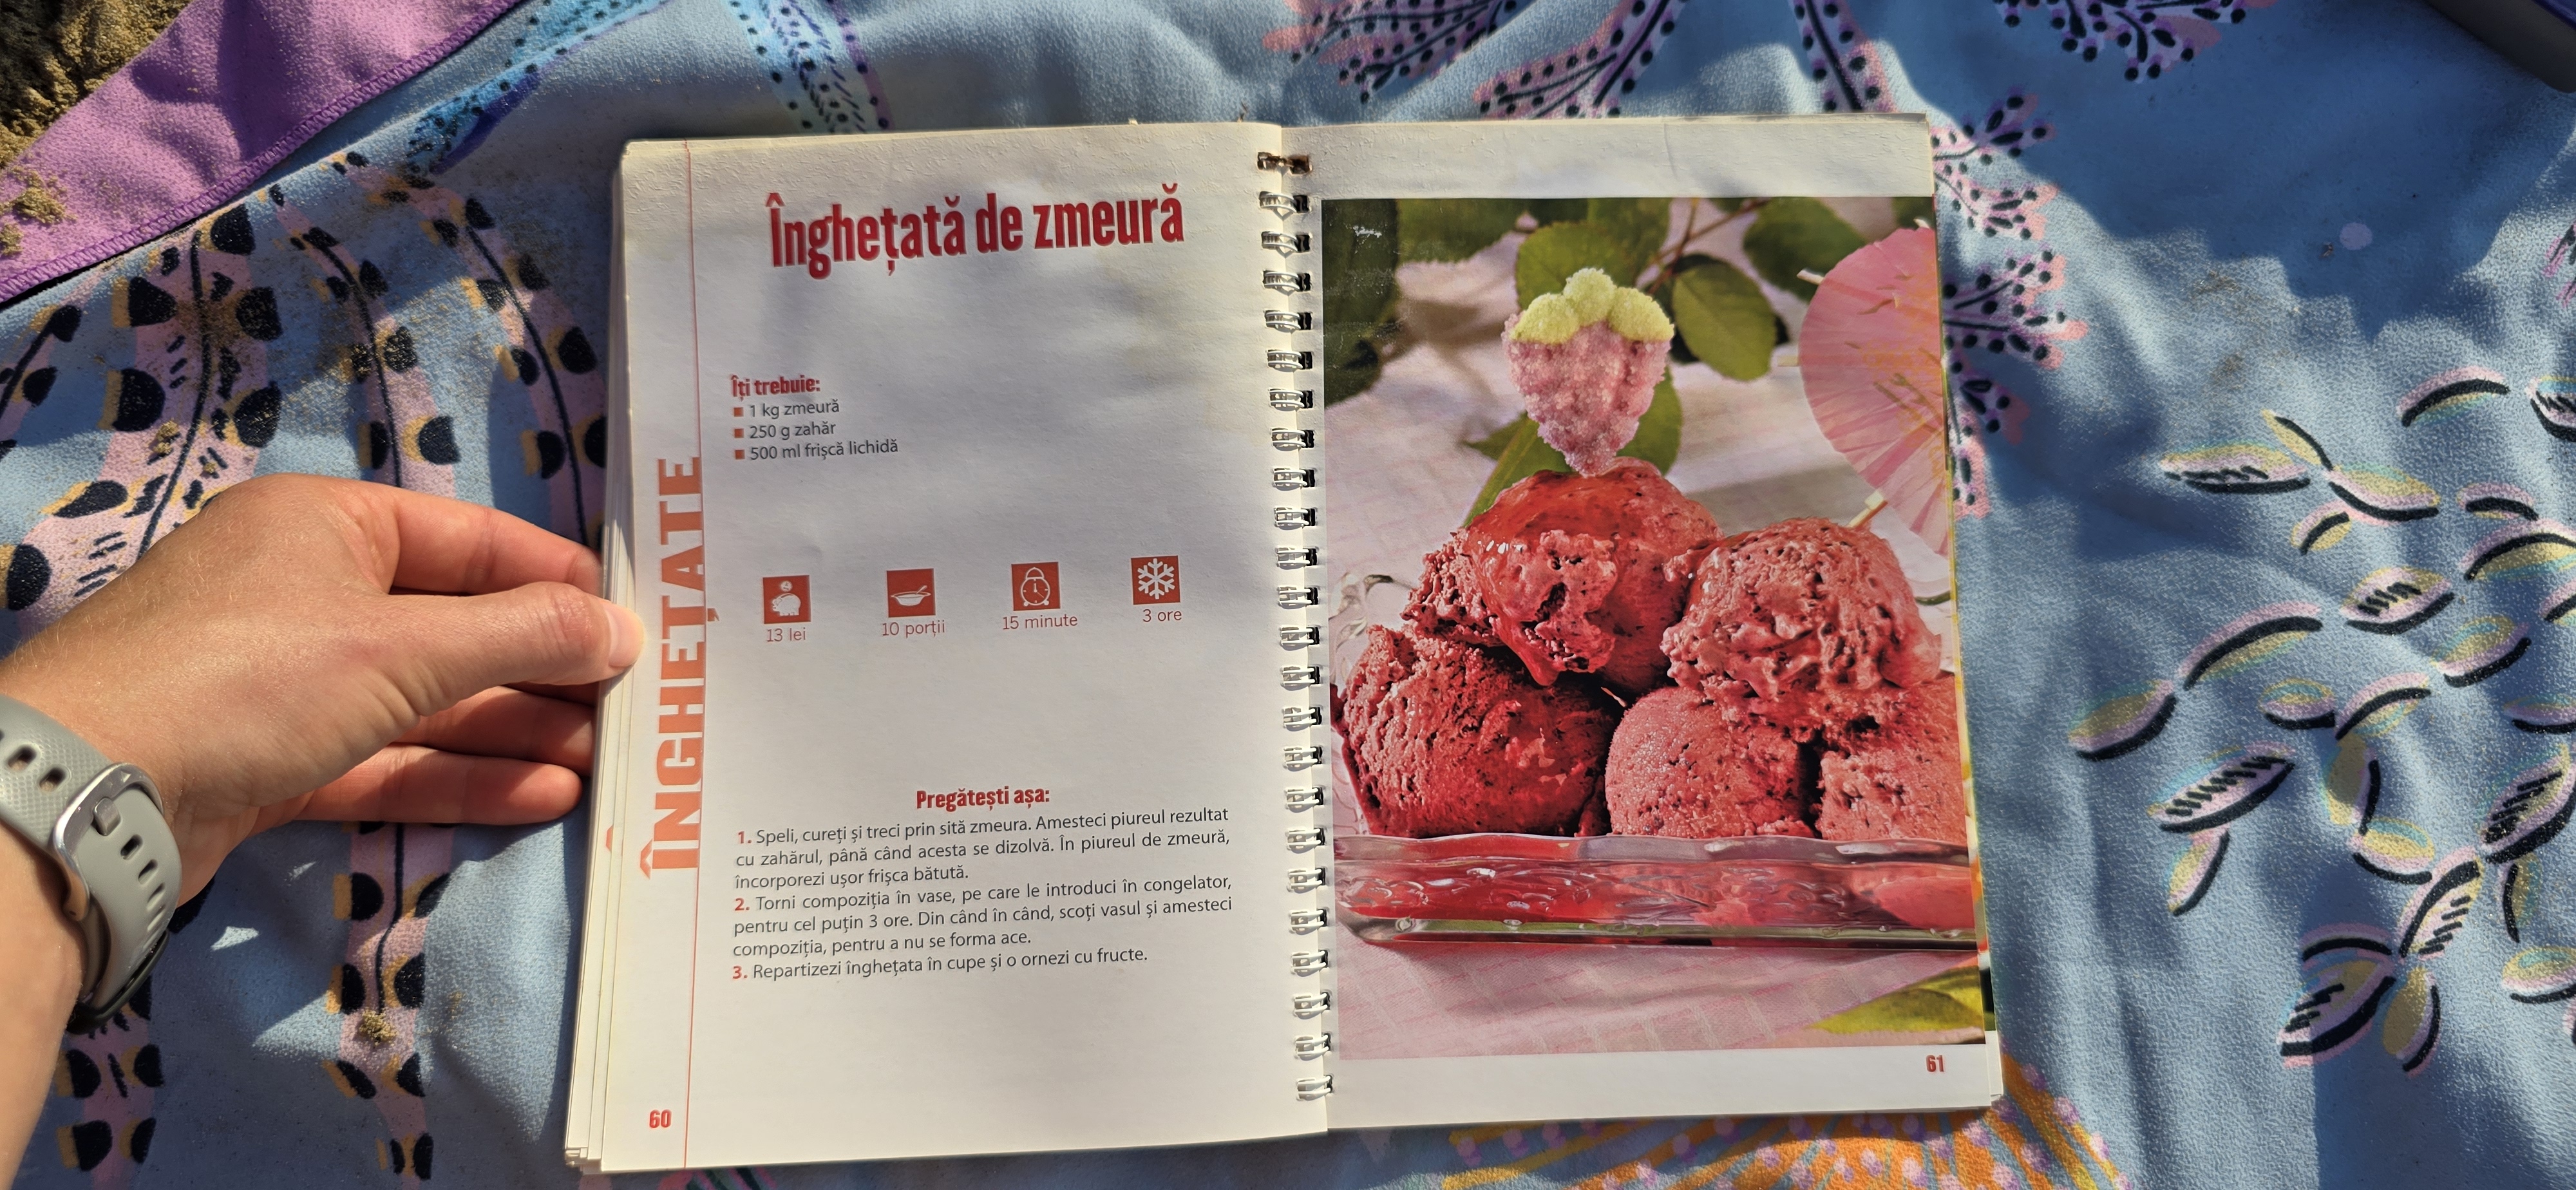 Înghețată de zmeură
Îți trebuie:
■ 1 kg zmeură
■ 250 g zahăr
■ 500 ml frișcă lichidă
13 lei
10 porții
15 minute
3 ore
Pregătești așa:
1. Speli, cureți și treci prin sită zmeura. Amesteci piureul rezultat
cu zahărul, până când acesta se dizolvă. În piureul de zmeură,
încorporezi ușor frișca bătută.
2. Torni compoziția în vase, pe care le introduci în congelator,
pentru cel puțin 3 ore. Din când în când, scoți vasul și amesteci
compoziția, pentru a nu se forma ace.
3. Repartizezi înghețata în cupe și o ornezi cu fructe.
ÎNGHEȚATE
60
61